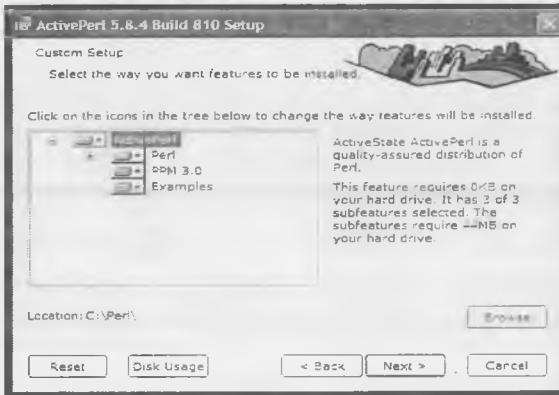 ActivePerl 5.8.4 Build 810 Setup
Custom Setup
Select the way you want features to be installed.
Click on the icons in the tree below to change the way features will be installed.
ActivePerl
Perl
PPM 3.0
Examples
ActiveState ActivePerl is a
quality-assured distribution of
Perl.
This feature requires 0KB on
your hard drive. It has 3 of 3
subfeatures selected. The
subfeatures require
on
your hard drive.
Location: C:\Perl\
Browse
Reset
Disk Usage
< Back
Next >
Cancel